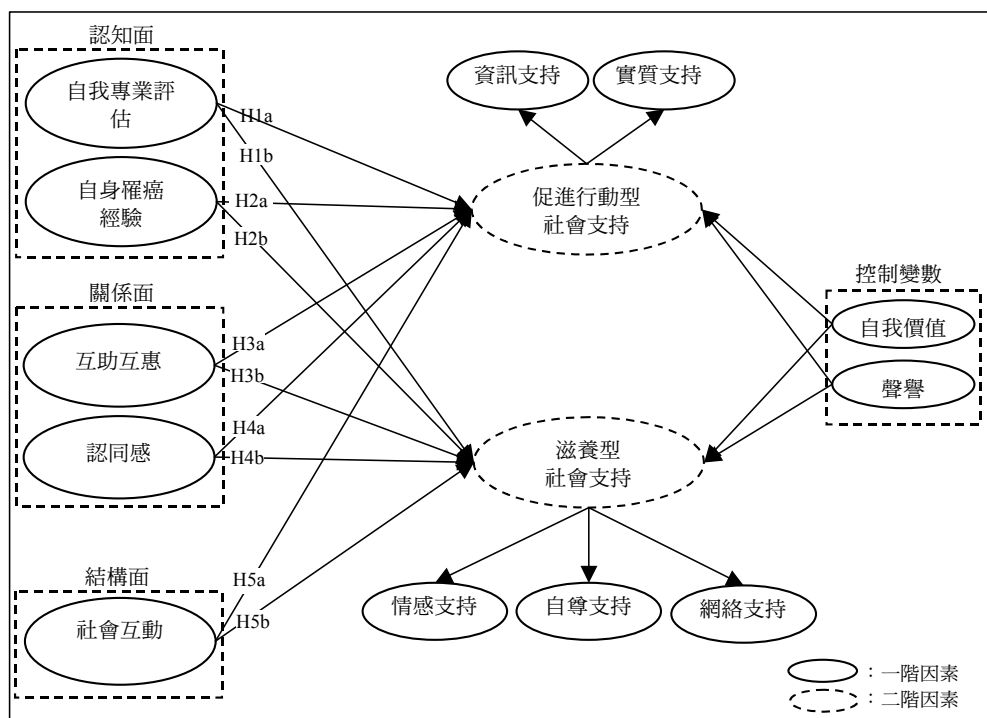 認知面
自我專業評
估
自身罹癌
經驗
關係面
互助互惠
認同感
結構面
社會互動
H1a
H1b
H2a
H2b
H3a
H3b
H4a
H4b
H5a
H5b
資訊支持
實質支持
促進行動型
社會支持
滋養型
社會支持
情感支持
自尊支持
網絡支持
控制變數
自我價值
聲譽
：一階因素
：二階因素